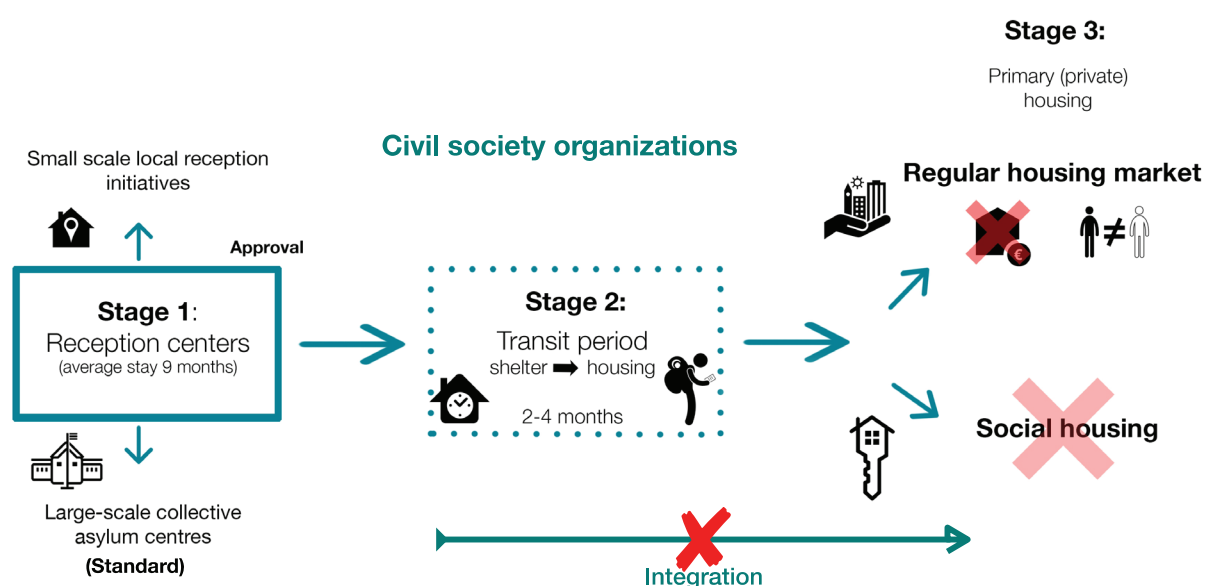 Stage 3:
Primary (private)
housing
Civil society organizations
Small scale local reception
initiatives
Regular housing market
Approval
€
≠
Stage 1:
Reception centers
(average stay 9 months)
Stage 2:
Transit period
shelter ➡ housing
2-4 months
Social housing
Large-scale collective
asylum centres
(Standard)
Integration